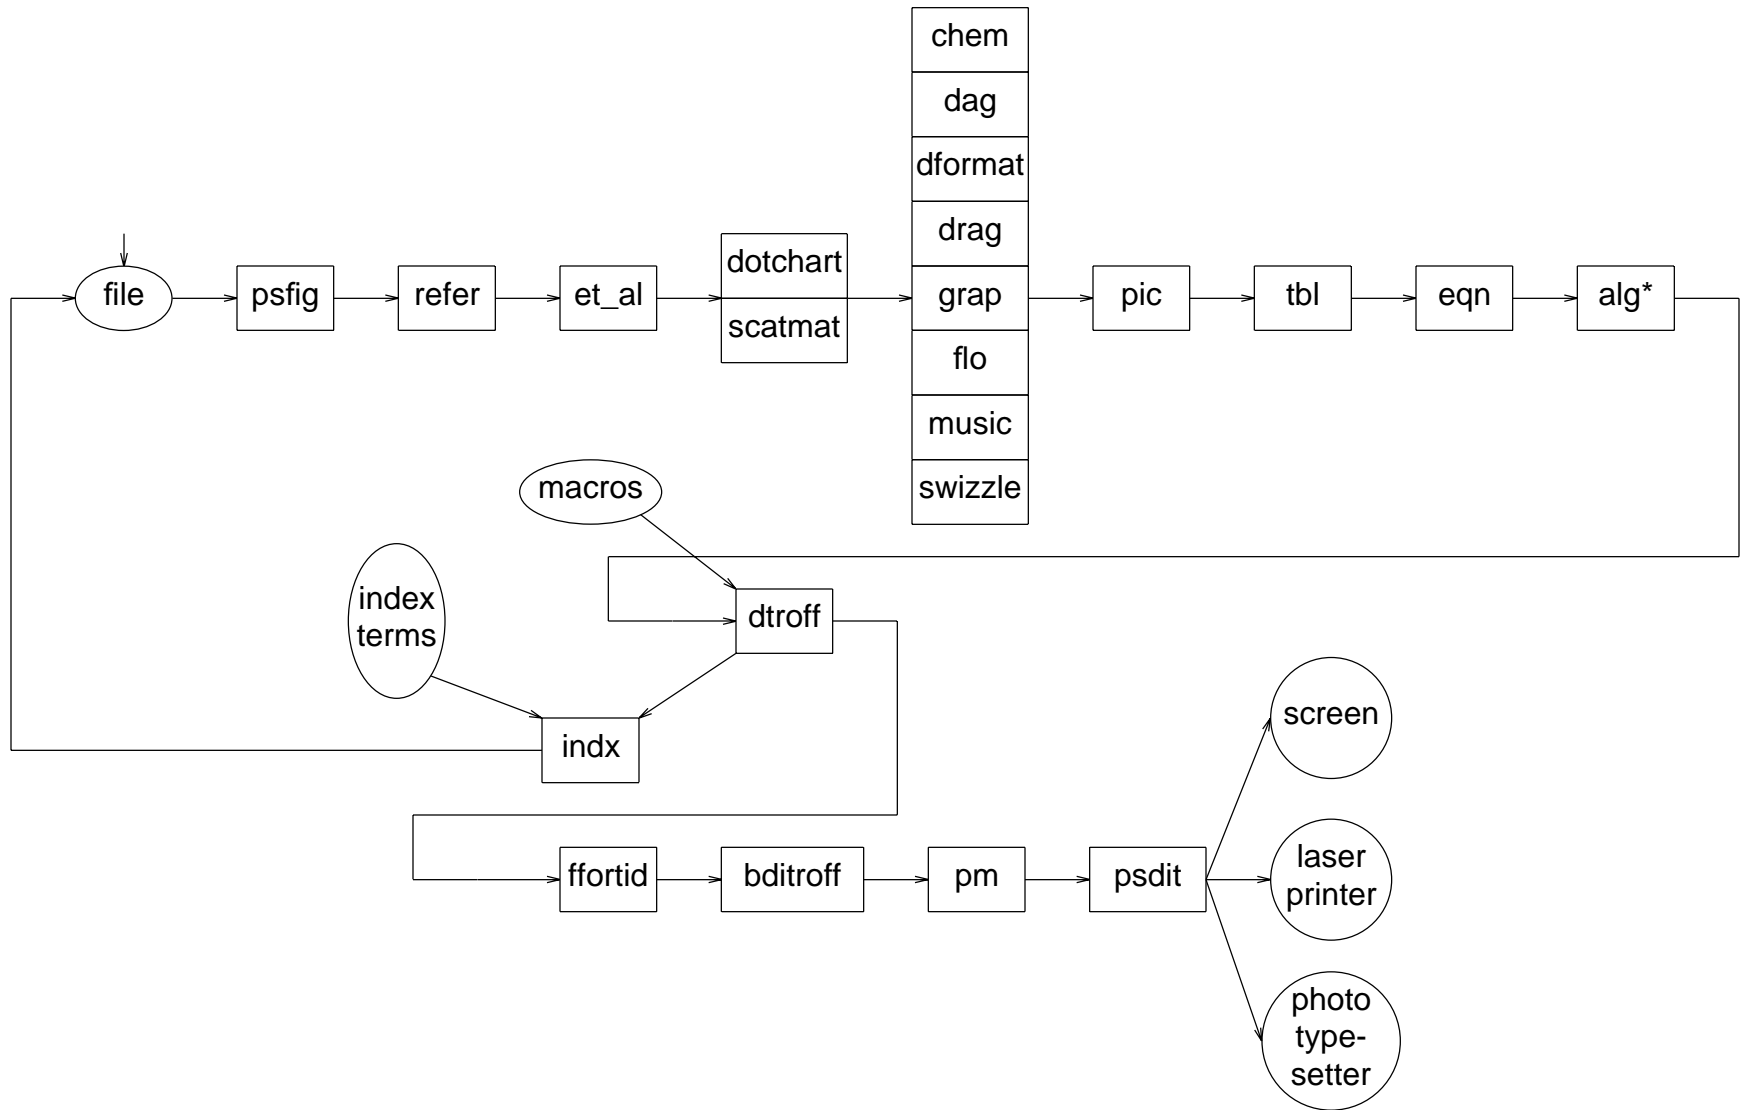 chem
dag
dformat
drag
file
psfig
refer
et_al
dotchart
scatmat
grap
pic
tbl
eqn
alg*
flo
music
swizzle
macros
index
terms
dtroff
indx
screen
ffortid
bditroff
pm
psdit
laser
printer
photo
type-
setter